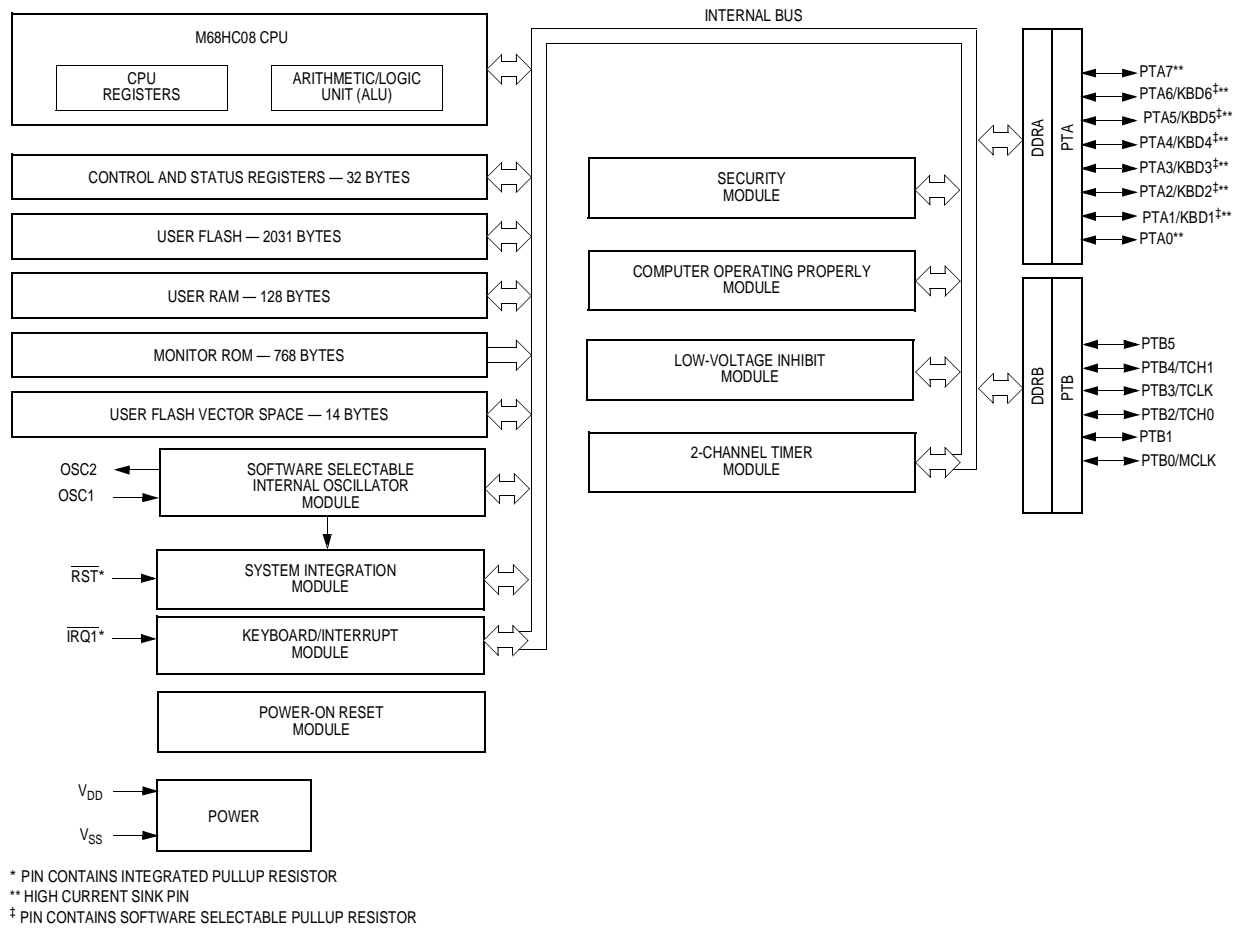 INTERNAL BUS
M68HC08 CPU
CPU
REGISTERS
ARITHMETIC/LOGIC
UNIT (ALU)
CONTROL AND STATUS REGISTERS — 32 BYTES
USER FLASH — 2031 BYTES
USER RAM — 128 BYTES
MONITOR ROM — 768 BYTES
USER FLASH VECTOR SPACE — 14 BYTES
OSC2
OSC1
SOFTWARE SELECTABLE
INTERNAL OSCILLATOR
MODULE
RST*
SYSTEM INTEGRATION
MODULE
IRQ1*
KEYBOARD/INTERRUPT
MODULE
POWER-ON RESET
MODULE
VDD
VSS
POWER
SECURITY
MODULE
COMPUTER OPERATING PROPERLY
MODULE
LOW-VOLTAGE INHIBIT
MODULE
2-CHANNEL TIMER
MODULE
DDRA
PTA
PTA7**
PTA6/KBD6‡**
PTA5/KBD5‡**
PTA4/KBD4‡**
PTA3/KBD3‡**
PTA2/KBD2‡**
PTA1/KBD1‡**
PTA0**
DDRB
PTB
PTB5
PTB4/TCH1
PTB3/TCLK
PTB2/TCH0
PTB1
PTB0/MCLK
* PIN CONTAINS INTEGRATED PULLUP RESISTOR
** HIGH CURRENT SINK PIN
‡ PIN CONTAINS SOFTWARE SELECTABLE PULLUP RESISTOR